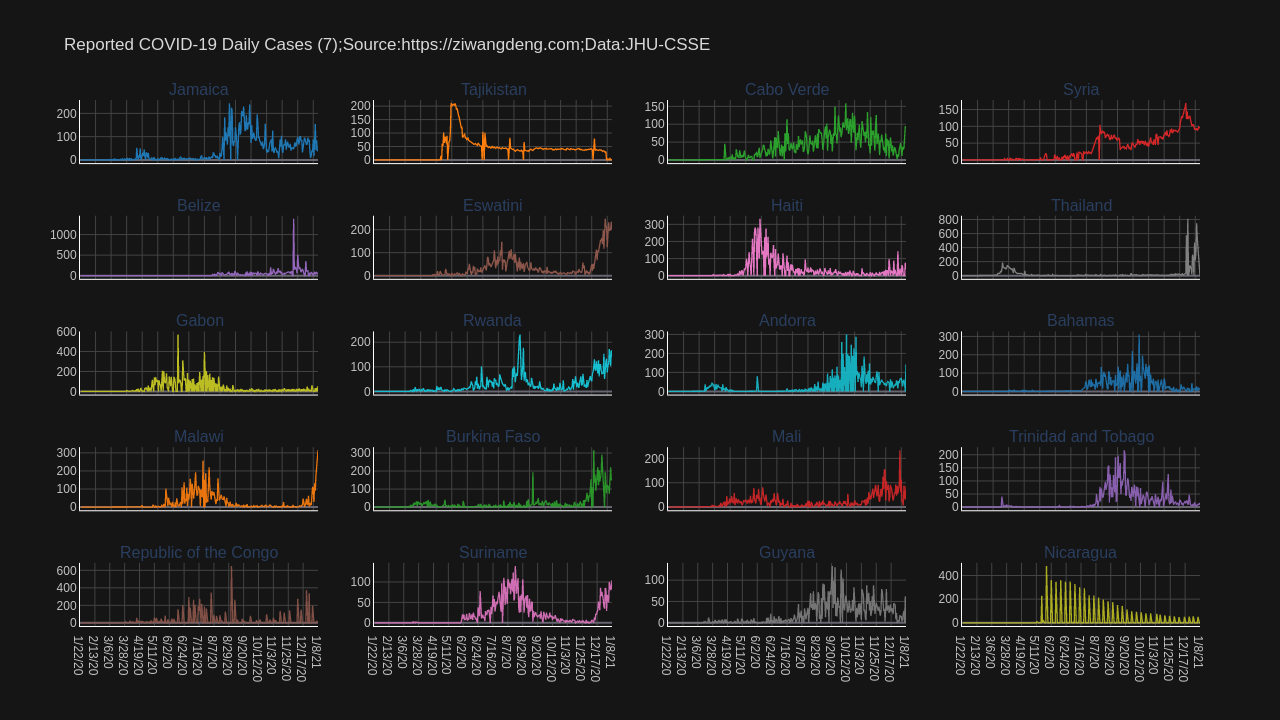 Reported COVID-19 Daily Cases (7);Source:https://ziwangdeng.com;Data:JHU-CSSE
Jamaica Tajikistan Cabo Verde Syria
200 200 150 150
100 150 100 100
0 100 50 50
50 0 0
0
Belize Eswatini Haiti Thailand
1000 200 300 800
500 100 200 600
0 0 100 400
0 200
0
Gabon Rwanda Andorra Bahamas
600 200 300 300
400 100 200 200
200 0 100 100
0 0 0
Malawi Burkina Faso Mali Trinidad and Tobago
300 300 200 200
200 200 100 150
100 100 0 100
0 0 50
0
Republic of the Congo Suriname Guyana Nicaragua
600 100 100 400
400 50 50 200
200 0 0 0
0
1/22/20 2/13/20 3/6/20 3/28/20 4/19/20 5/11/20 6/2/20 6/24/20 7/16/20 8/7/20 8/29/20 9/20/20 10/12/20 11/3/20 11/25/20 12/17/20 1/8/21
1/22/20 2/13/20 3/6/20 3/28/20 4/19/20 5/11/20 6/2/20 6/24/20 7/16/20 8/7/20 8/29/20 9/20/20 10/12/20 11/3/20 11/25/20 12/17/20 1/8/21
1/22/20 2/13/20 3/6/20 3/28/20 4/19/20 5/11/20 6/2/20 6/24/20 7/16/20 8/7/20 8/29/20 9/20/20 10/12/20 11/3/20 11/25/20 12/17/20 1/8/21
1/22/20 2/13/20 3/6/20 3/28/20 4/19/20 5/11/20 6/2/20 6/24/20 7/16/20 8/7/20 8/29/20 9/20/20 10/12/20 11/3/20 11/25/20 12/17/20 1/8/21